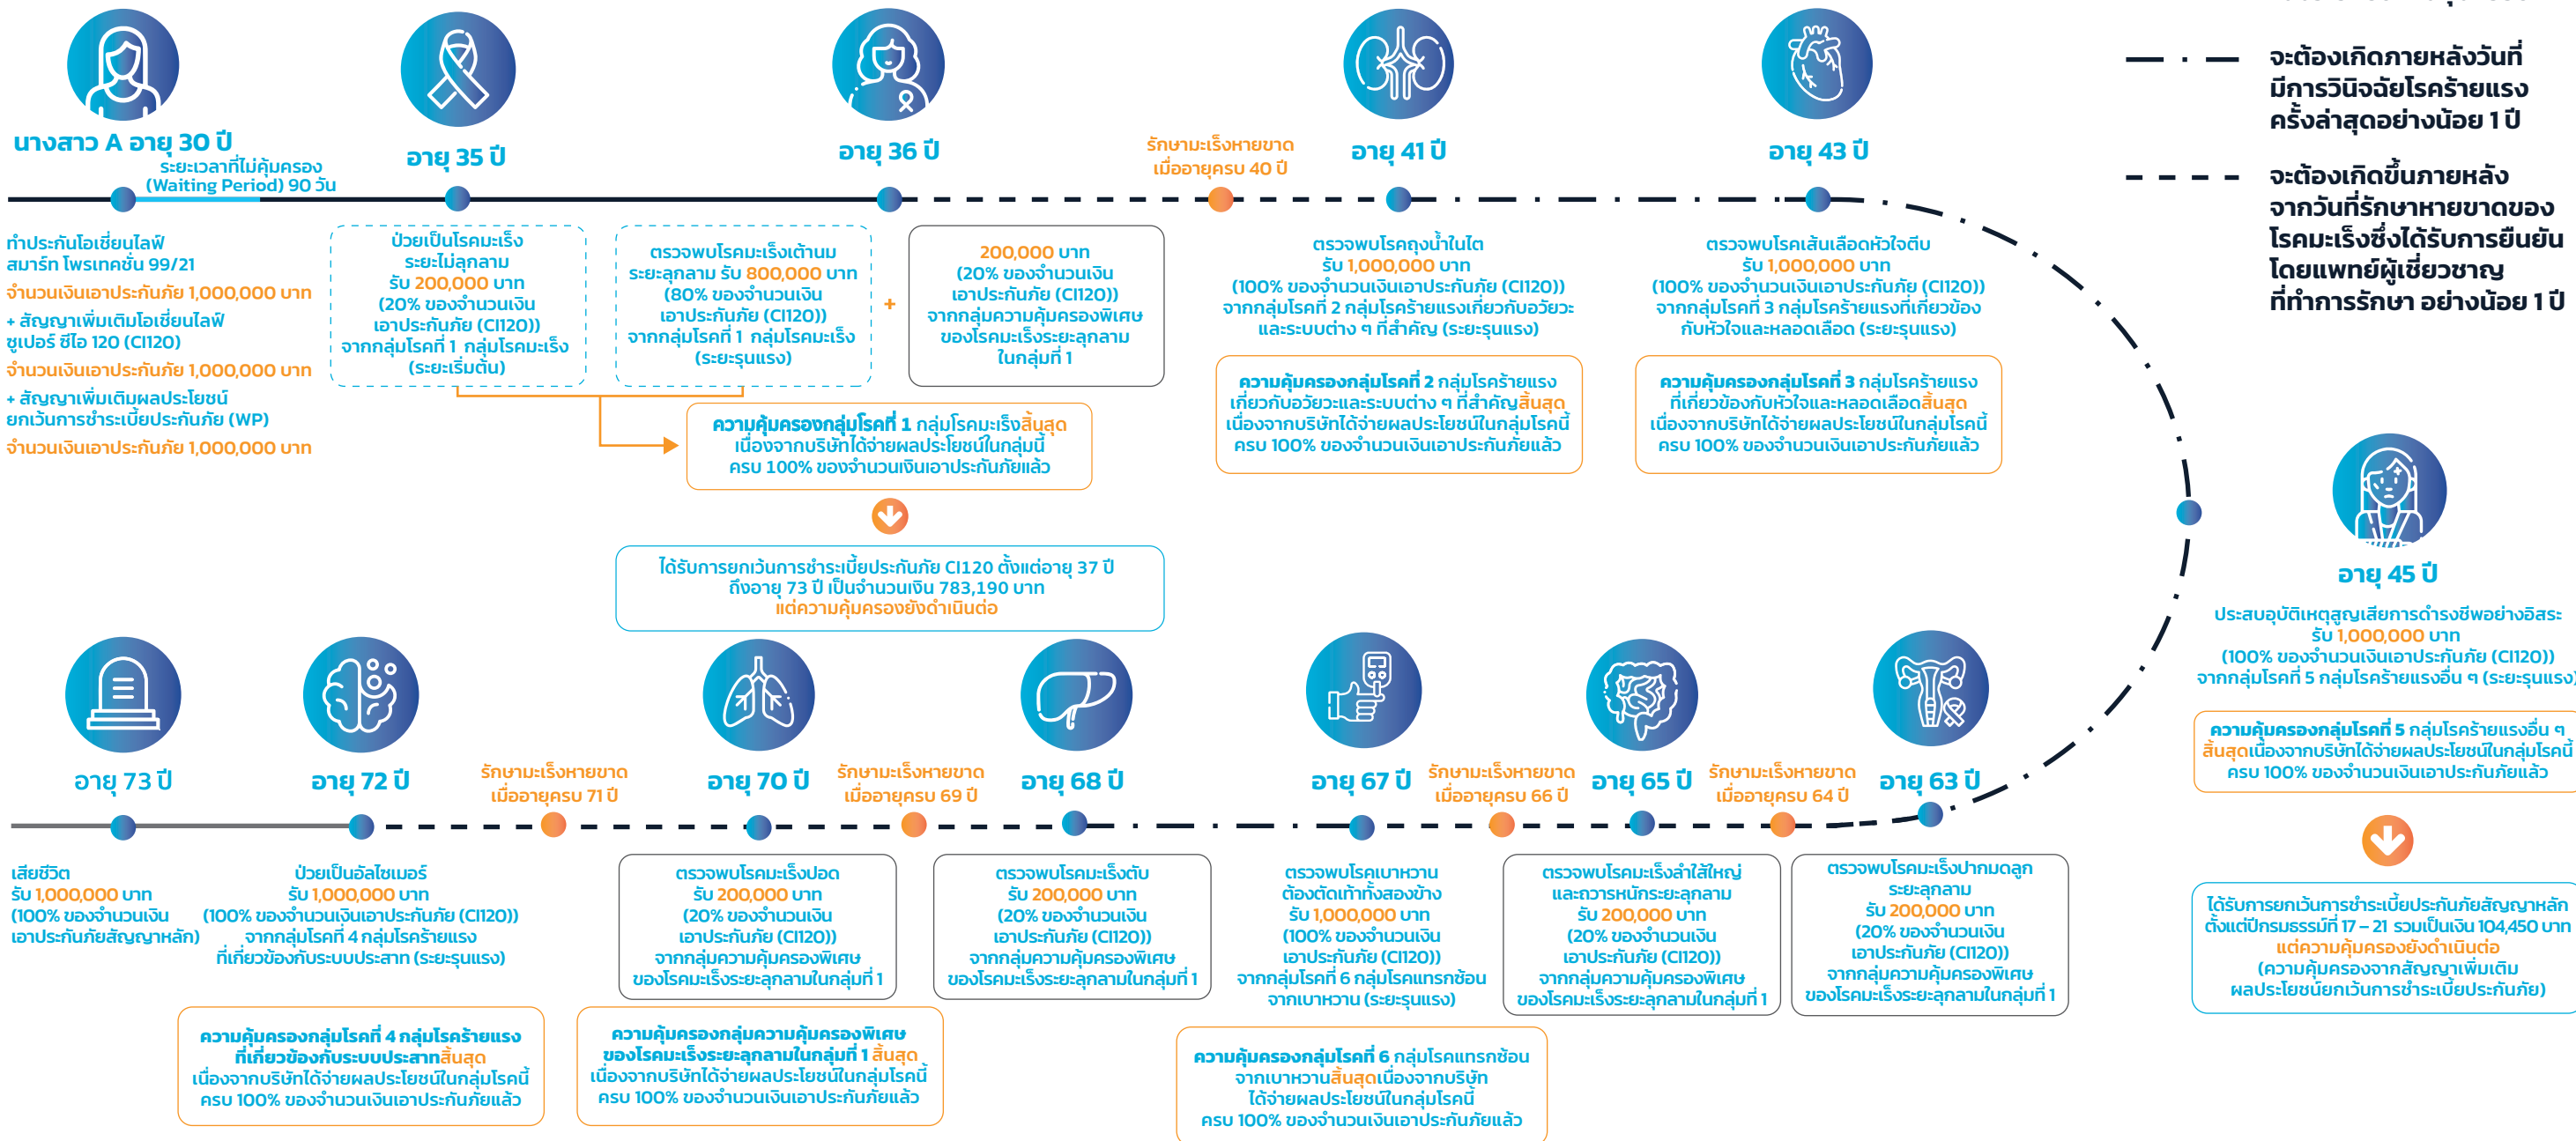 นางสาว A อายุ 30 ปี
ระยะเวลาที่ไม่คุ้มครอง
(Waiting Period) 90 วัน
ทำประกันโอเชี่ยนไลฟ์
สมาร์ท โพรเทคชั่น 99/21
จำนวนเงินเอาประกันภัย 1,000,000 บาท
+ สัญญาเพิ่มเติมโอเชี่ยนไลฟ์
ซูเปอร์ ซีไอ 120 (CI120)
จำนวนเงินเอาประกันภัย 1,000,000 บาท
+ สัญญาเพิ่มเติมผลประโยชน์
ยกเว้นการชำระเบี้ยประกันภัย (WP)
จำนวนเงินเอาประกันภัย 1,000,000 บาท
อายุ 35 ปี
ป่วยเป็นโรคมะเร็ง
ระยะไม่ลุกลาม
รับ 200,000 บาท
(20% ของจำนวนเงิน
เอาประกันภัย (CI120))
จากกลุ่มโรคที่ 1 กลุ่มโรคมะเร็ง
(ระยะเริ่มต้น)
อายุ 36 ปี
ตรวจพบโรคมะเร็งเต้านม
ระยะลุกลาม รับ 800,000 บาท
(80% ของจำนวนเงิน
เอาประกันภัย (CI120))
จากกลุ่มโรคที่ 1 กลุ่มโรคมะเร็ง
(ระยะรุนแรง)
+
200,000 บาท
(20% ของจำนวนเงิน
เอาประกันภัย (CI120))
จากกลุ่มความคุ้มครองพิเศษ
ของโรคมะเร็งระยะลุกลาม
ในกลุ่มที่ 1
ความคุ้มครองกลุ่มโรคที่ 1 กลุ่มโรคมะเร็งสิ้นสุด
เนื่องจากบริษัทได้จ่ายผลประโยชน์ในกลุ่มนี้
ครบ 100% ของจำนวนเงินเอาประกันภัยแล้ว
ได้รับการยกเว้นการชำระเบี้ยประกันภัย CI120 ตั้งแต่อายุ 37 ปี
ถึงอายุ 73 ปี เป็นจำนวนเงิน 783,190 บาท
แต่ความคุ้มครองยังดำเนินต่อ
รักษามะเร็งหายขาด
เมื่ออายุครบ 40 ปี
อายุ 41 ปี
ตรวจพบโรคถุงน้ำในไต
รับ 1,000,000 บาท
(100% ของจำนวนเงินเอาประกันภัย (CI120))
จากกลุ่มโรคที่ 2 กลุ่มโรคร้ายแรงเกี่ยวกับอวัยวะ
และระบบต่าง ๆ ที่สำคัญ (ระยะรุนแรง)
ความคุ้มครองกลุ่มโรคที่ 2 กลุ่มโรคร้ายแรง
เกี่ยวกับอวัยวะและระบบต่าง ๆ ที่สำคัญสิ้นสุด
เนื่องจากบริษัทได้จ่ายผลประโยชน์ในกลุ่มโรคนี้
ครบ 100% ของจำนวนเงินเอาประกันภัยแล้ว
อายุ 43 ปี
ตรวจพบโรคเส้นเลือดหัวใจตีบ
รับ 1,000,000 บาท
(100% ของจำนวนเงินเอาประกันภัย (CI120))
จากกลุ่มโรคที่ 3 กลุ่มโรคร้ายแรงที่เกี่ยวข้อง
กับหัวใจและหลอดเลือด (ระยะรุนแรง)
ความคุ้มครองกลุ่มโรคที่ 3 กลุ่มโรคร้ายแรง
ที่เกี่ยวข้องกับหัวใจและหลอดเลือดสิ้นสุด
เนื่องจากบริษัทได้จ่ายผลประโยชน์ในกลุ่มโรคนี้
ครบ 100% ของจำนวนเงินเอาประกันภัยแล้ว
จะต้องเกิดภายหลังวันที่
มีการวินิจฉัยโรคร้ายแรง
ครั้งล่าสุดอย่างน้อย 1 ปี
จะต้องเกิดขึ้นภายหลัง
จากวันที่รักษาหายขาดของ
โรคมะเร็งซึ่งได้รับการยืนยัน
โดยแพทย์ผู้เชี่ยวชาญ
ที่ทำการรักษา อย่างน้อย 1 ปี
อายุ 45 ปี
ประสบอุบัติเหตุสูญเสียการดำรงชีพอย่างอิสระ
รับ 1,000,000 บาท
(100% ของจำนวนเงินเอาประกันภัย (CI120))
จากกลุ่มโรคที่ 5 กลุ่มโรคร้ายแรงอื่น ๆ (ระยะรุนแรง)
ความคุ้มครองกลุ่มโรคที่ 5 กลุ่มโรคร้ายแรงอื่น ๆ
สิ้นสุดเนื่องจากบริษัทได้จ่ายผลประโยชน์ในกลุ่มโรคนี้
ครบ 100% ของจำนวนเงินเอาประกันภัยแล้ว
ได้รับการยกเว้นการชำระเบี้ยประกันภัยสัญญาหลัก
ตั้งแต่ปีกรมธรรม์ที่ 17 – 21 รวมเป็นเงิน 104,450 บาท
แต่ความคุ้มครองยังดำเนินต่อ
(ความคุ้มครองจากสัญญาเพิ่มเติม
ผลประโยชน์ยกเว้นการชำระเบี้ยประกันภัย)
อายุ 63 ปี
ตรวจพบโรคมะเร็งปากมดลูก
ระยะลุกลาม
รับ 200,000 บาท
(20% ของจำนวนเงิน
เอาประกันภัย (CI120))
จากกลุ่มความคุ้มครองพิเศษ
ของโรคมะเร็งระยะลุกลามในกลุ่มที่ 1
รักษามะเร็งหายขาด
เมื่ออายุครบ 64 ปี
อายุ 65 ปี
ตรวจพบโรคมะเร็งลำไส้ใหญ่
และทวารหนักระยะลุกลาม
รับ 200,000 บาท
(20% ของจำนวนเงิน
เอาประกันภัย (CI120))
จากกลุ่มความคุ้มครองพิเศษ
ของโรคมะเร็งระยะลุกลามในกลุ่มที่ 1
รักษามะเร็งหายขาด
เมื่ออายุครบ 66 ปี
อายุ 67 ปี
ตรวจพบโรคเบาหวาน
ต้องตัดเท้าทั้งสองข้าง
รับ 1,000,000 บาท
(100% ของจำนวนเงิน
เอาประกันภัย (CI120))
จากกลุ่มโรคที่ 6 กลุ่มโรคแทรกซ้อน
จากเบาหวาน (ระยะรุนแรง)
ความคุ้มครองกลุ่มโรคที่ 6 กลุ่มโรคแทรกซ้อน
จากเบาหวานสิ้นสุดเนื่องจากบริษัท
ได้จ่ายผลประโยชน์ในกลุ่มโรคนี้
ครบ 100% ของจำนวนเงินเอาประกันภัยแล้ว
อายุ 68 ปี
ตรวจพบโรคมะเร็งตับ
รับ 200,000 บาท
(20% ของจำนวนเงิน
เอาประกันภัย (CI120))
จากกลุ่มความคุ้มครองพิเศษ
ของโรคมะเร็งระยะลุกลามในกลุ่มที่ 1
รักษามะเร็งหายขาด
เมื่ออายุครบ 69 ปี
อายุ 70 ปี
ตรวจพบโรคมะเร็งปอด
รับ 200,000 บาท
(20% ของจำนวนเงิน
เอาประกันภัย (CI120))
จากกลุ่มความคุ้มครองพิเศษ
ของโรคมะเร็งระยะลุกลามในกลุ่มที่ 1
ความคุ้มครองกลุ่มความคุ้มครองพิเศษ
ของโรคมะเร็งระยะลุกลามในกลุ่มที่ 1 สิ้นสุด
เนื่องจากบริษัทได้จ่ายผลประโยชน์ในกลุ่มโรคนี้
ครบ 100% ของจำนวนเงินเอาประกันภัยแล้ว
รักษามะเร็งหายขาด
เมื่ออายุครบ 71 ปี
อายุ 72 ปี
ป่วยเป็นอัลไซเมอร์
รับ 1,000,000 บาท
(100% ของจำนวนเงินเอาประกันภัย (CI120))
จากกลุ่มโรคที่ 4 กลุ่มโรคร้ายแรง
ที่เกี่ยวข้องกับระบบประสาท (ระยะรุนแรง)
ความคุ้มครองกลุ่มโรคที่ 4 กลุ่มโรคร้ายแรง
ที่เกี่ยวข้องกับระบบประสาทสิ้นสุด
เนื่องจากบริษัทได้จ่ายผลประโยชน์ในกลุ่มโรคนี้
ครบ 100% ของจำนวนเงินเอาประกันภัยแล้ว
อายุ 73 ปี
เสียชีวิต
รับ 1,000,000 บาท
(100% ของจำนวนเงิน
เอาประกันภัยสัญญาหลัก)